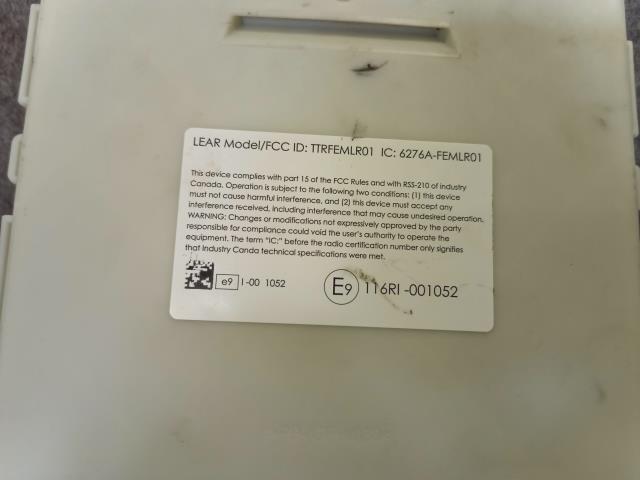 LEAR Model/FCC ID: TTRFEMLR01 IC: 6276A-FEMLR01
This device complies with part 15 of the FCC Rules and with RSS-210 of industry
Canada. Operation is subject to the following two conditions: (1) this device
must not cause harmful interference, and (2) this device must accept any
interference received, including interference that may cause undesired operation.
WARNING: Changes or modifications not expressively approved by the party
responsible for compliance could void the user's authority to operate the
equipment. The term "IC:" before the radio certification number only signifies
that Industry Canda technical specifications were met.
e9 1-00 1052
E9 116RI-001052